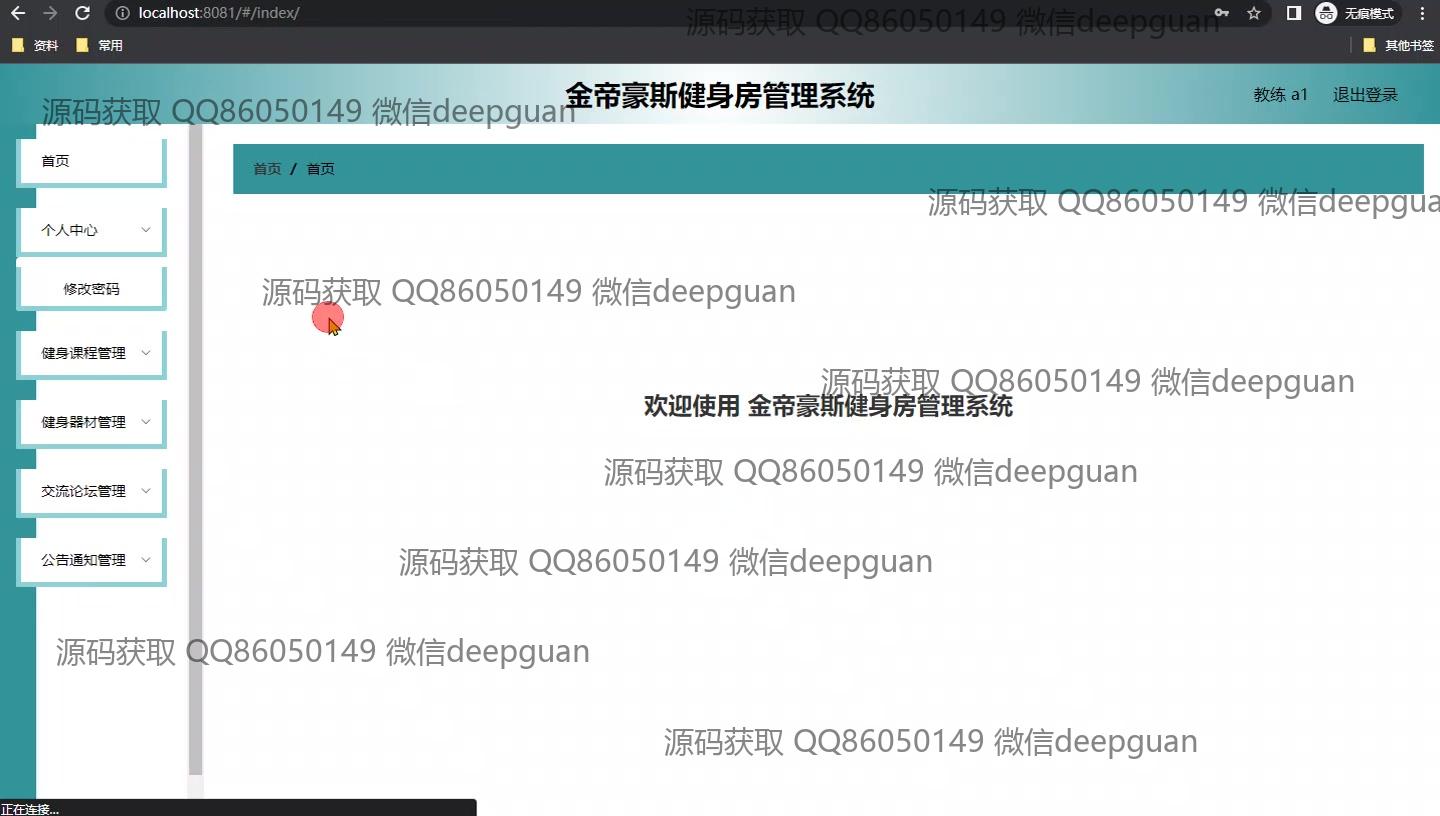 localhost:8081/#/index/
无痕模式
源码获取 QQ86050149 微信deepguan
资料
常用
其他书签
金帝豪斯健身房管理系统
教练 a1
退出登录
源码获取 QQ86050149 微信deepguan
首页
首页 / 首页
源码获取 QQ86050149 微信deepgua
个人中心
修改密码
源码获取 QQ86050149 微信deepguan
健身课程管理
源码获取 QQ86050149 微信deepguan
欢迎使用 金帝豪斯健身房管理系统
健身器材管理
源码获取 QQ86050149 微信deepguan
交流论坛管理
公告通知管理
源码获取 QQ86050149 微信deepguan
源码获取 QQ86050149 微信deepguan
源码获取 QQ86050149 微信deepguan
正在连接...